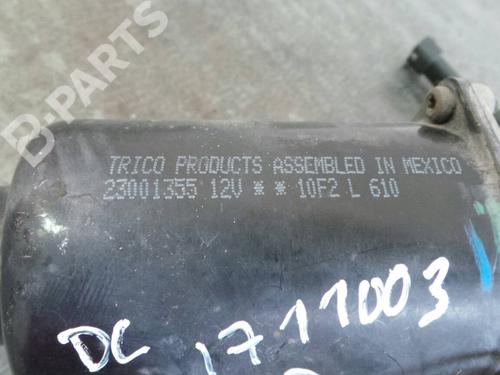 B-PARTS
TRICO PRODUCTS ASSEMBLED IN MEXICO
23001355 12V * * 10F2 L 610
DC 1711003